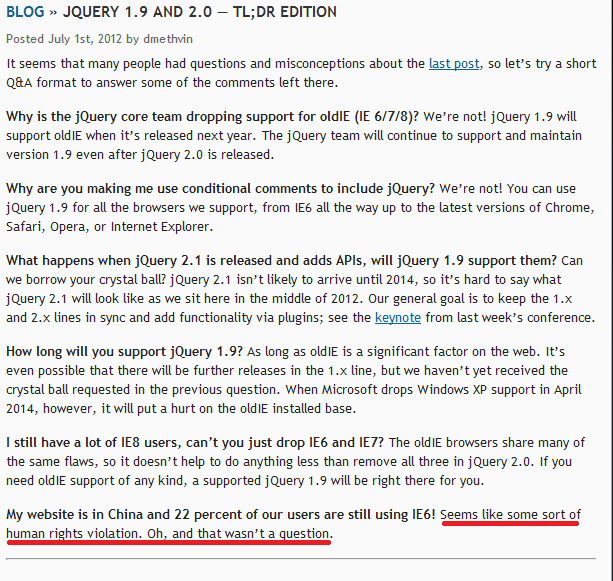 BLOG » JQUERY 1.9 AND 2.0 — TL;DR EDITION
Posted July 1st, 2012 by dmethvin
It seems that many people had questions and misconceptions about the last post, so let's try a short
Q&A format to answer some of the comments left there.
Why is the jQuery core team dropping support for oldIE (IE 6/7/8)? We're not! jQuery 1.9 will
support oldIE when it's released next year. The jQuery team will continue to support and maintain
version 1.9 even after jQuery 2.0 is released.
Why are you making me use conditional comments to include jQuery? We're not! You can use
jQuery 1.9 for all the browsers we support, from IE6 all the way up to the latest versions of Chrome,
Safari, Opera, or Internet Explorer.
What happens when jQuery 2.1 is released and adds APIs, will jQuery 1.9 support them? Can
we borrow your crystal ball? jQuery 2.1 isn't likely to arrive until 2014, so it's hard to say what
jQuery 2.1 will look like as we sit here in the middle of 2012. Our general goal is to keep the 1.x
and 2.x lines in sync and add functionality via plugins; see the keynote from last week's conference.
How long will you support jQuery 1.9? As long as oldIE is a significant factor on the web. It's
even possible that there will be further releases in the 1.x line, but we haven't yet received the
crystal ball requested in the previous question. When Microsoft drops Windows XP support in April
2014, however, it will put a hurt on the oldIE installed base.
I still have a lot of IE8 users, can't you just drop IE6 and IE7? The oldIE browsers share many of
the same flaws, so it doesn't help to do anything less than remove all three in jQuery 2.0. If you
need oldIE support of any kind, a supported jQuery 1.9 will be right there for you.
My website is in China and 22 percent of our users are still using IE6! Seems like some sort of
human rights violation. Oh, and that wasn't a question.